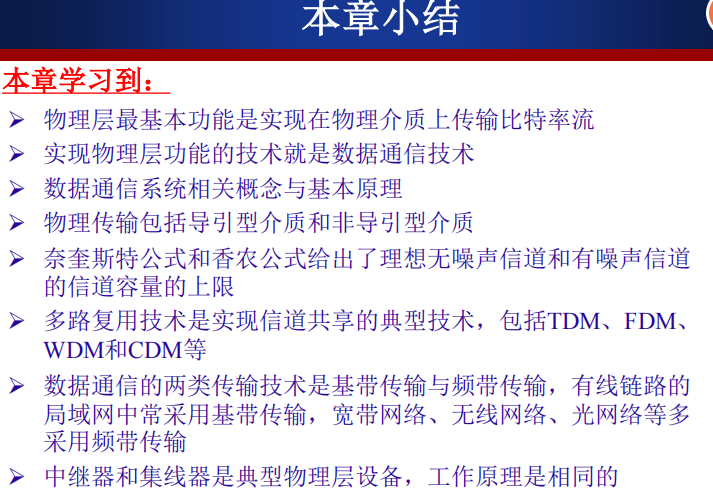 本章小结
本章学习到：
➢ 物理层最基本功能是实现在物理介质上传输比特率流
➢ 实现物理层功能的技术就是数据通信技术
➢ 数据通信系统相关概念与基本原理
➢ 物理传输包括导引型介质和非导引型介质
➢ 奈奎斯特公式和香农公式给出了理想无噪声信道和有噪声信道
的信道容量的上限
➢ 多路复用技术是实现信道共享的典型技术，包括TDM、FDM、
WDM和CDM等
➢ 数据通信的两类传输技术是基带传输与频带传输，有线链路的
局域网中常采用基带传输，宽带网络、无线网络、光网络等多
采用频带传输
➢ 中继器和集线器是典型物理层设备，工作原理是相同的